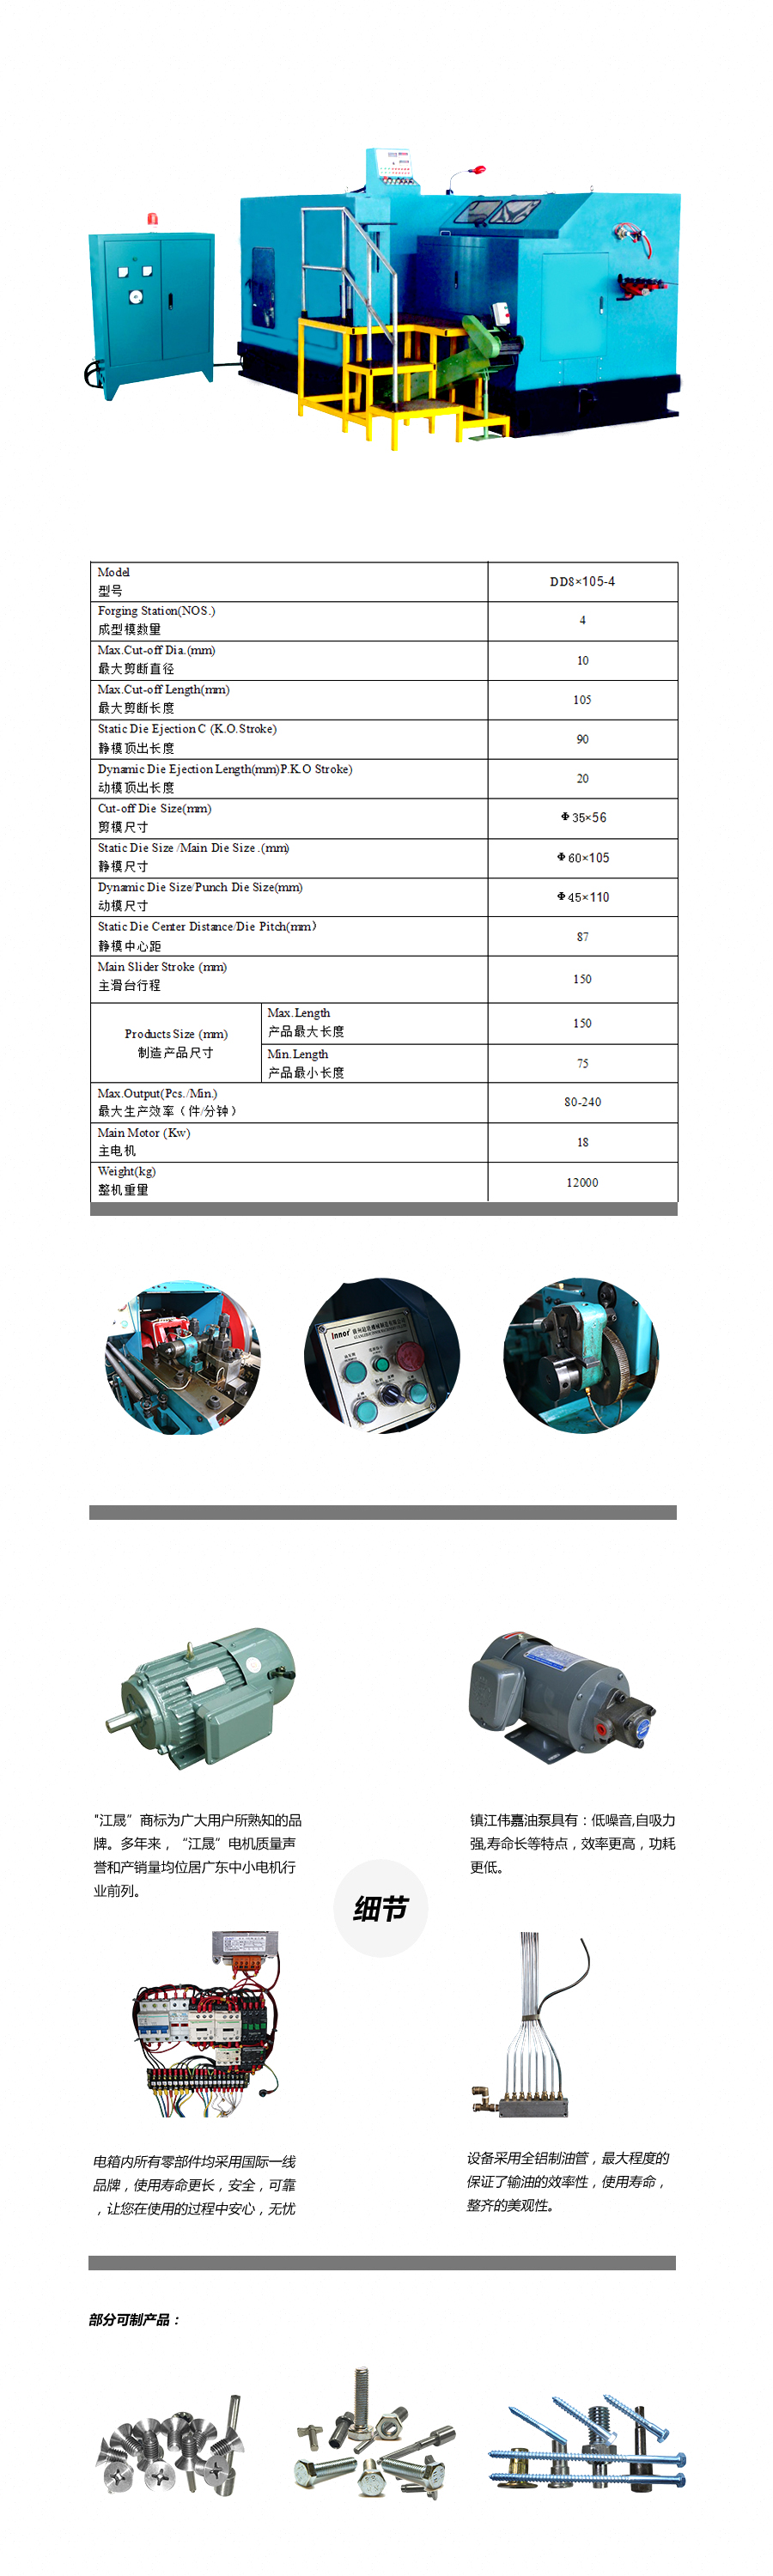 Model
型号
DD8×105-4
Forging Station(NOS.)
成型模数量
4
Max.Cut-off Dia.(mm)
最大剪断直径
10
Max.Cut-off Length(mm)
最大剪断长度
105
Static Die Ejection C (K.O.Stroke)
静模顶出长度
90
Dynamic Die Ejection Length(mm)P.K.O Stroke)
动模顶出长度
20
Cut-off Die Size(mm)
剪模尺寸
Φ35×56
Static Die Size /Main Die Size .(mm)
静模尺寸
Φ60×105
Dynamic Die Size/Punch Die Size(mm)
动模尺寸
Φ45×110
Static Die Center Distance/Die Pitch(mm）
静模中心距
87
Main Slider Stroke (mm)
主滑台行程
150
Products Size (mm)
制造产品尺寸
Max.Length
产品最大长度
150
Min.Length
产品最小长度
75
Max.Output(Pcs./Min.)
最大生产效率（件/分钟）
80-240
Main Motor (Kw)
主电机
18
Weight(kg)
整机重量
12000
Innor
"江晟”商标为广大用户所熟知的品
牌。多年来，“江晟”电机质量声
誉和产销量均位居广东中小电机行
业前列。
镇江伟嘉油泵具有：低噪音,自吸力
强,寿命长等特点，效率更高，功耗
更低。
细节
电箱内所有零部件均采用国际一线
品牌，使用寿命更长，安全，可靠
，让您在使用的过程中安心，无忧
设备采用全铝制油管，最大程度的
保证了输油的效率性，使用寿命，
整齐的美观性。
部分可制产品：